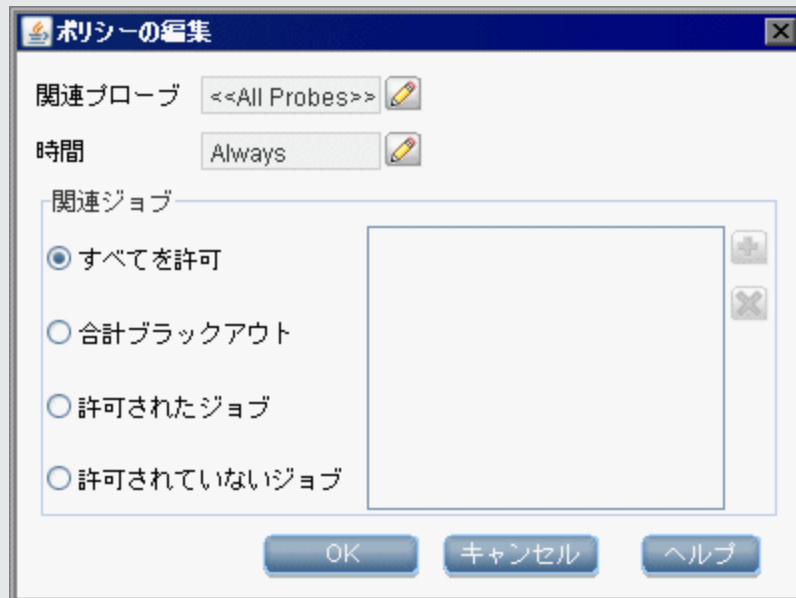 ポリシーの編集
関連プローブ <<All Probes>>
時間 Always
関連ジョブ
すべてを許可
合計ブラックアウト
許可されたジョブ
許可されていないジョブ
OK キャンセル ヘルプ